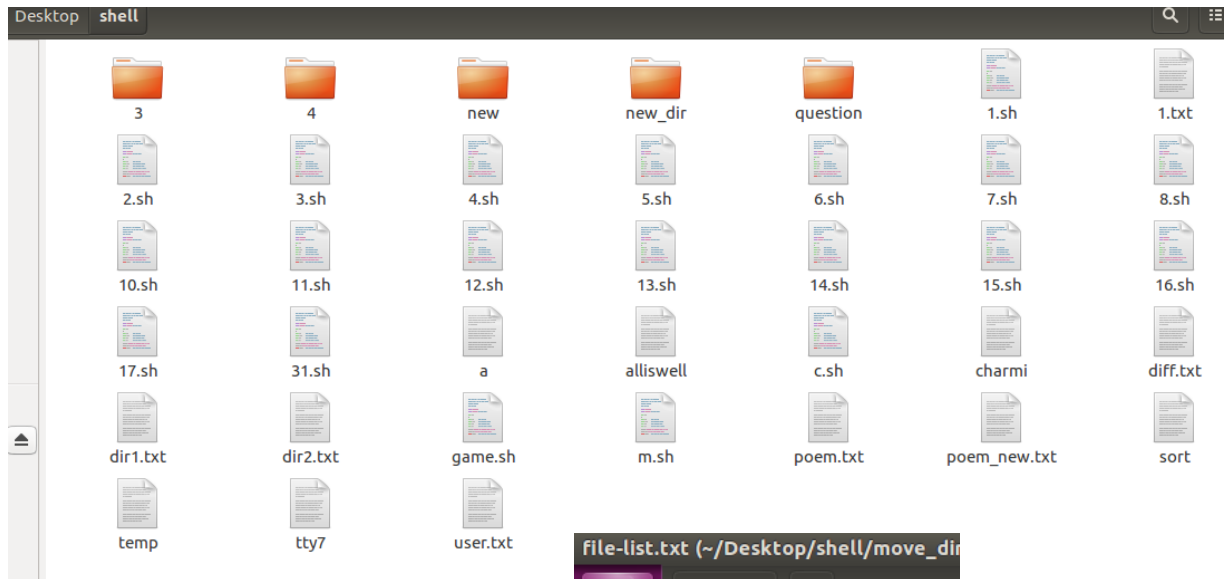 Desktop shell
3 4 new new_dir question 1.sh 1.txt
2.sh 3.sh 4.sh 5.sh 6.sh 7.sh 8.sh
10.sh 11.sh 12.sh 13.sh 14.sh 15.sh 16.sh
17.sh 31.sh a alliswell c.sh charmi diff.txt
dir1.txt dir2.txt game.sh m.sh poem.txt poem_new.txt sort
temp tty7 user.txt
file-list.txt (~/Desktop/shell/move_dir